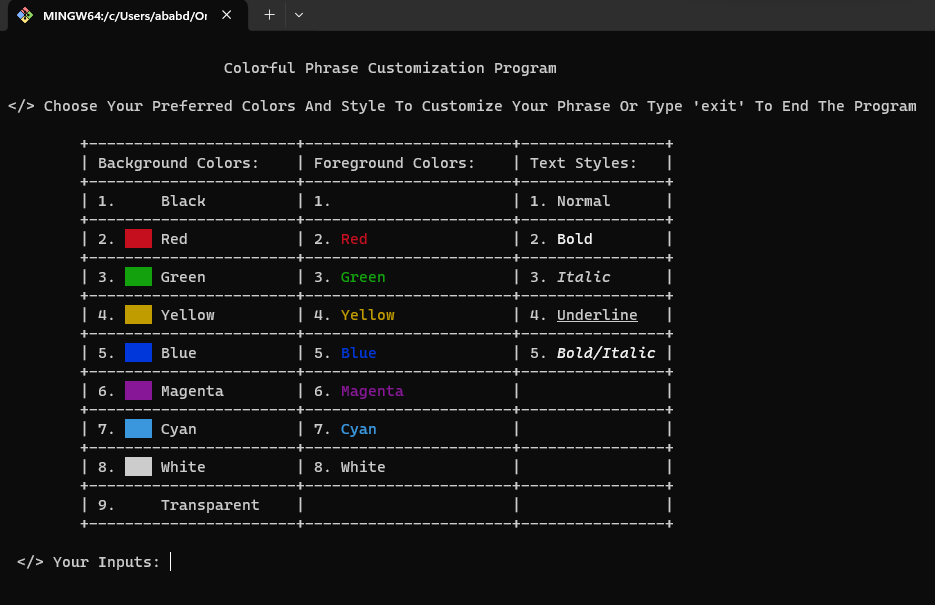 MINGW64:/c/Users/ababd/Or
Colorful Phrase Customization Program
</> Choose Your Preferred Colors And Style To Customize Your Phrase Or Type 'exit' To End The Program
+-----------------------+-----------------------+----------------+
| Background Colors:    | Foreground Colors:    | Text Styles:   |
+-----------------------+-----------------------+----------------+
| 1.     Black          | 1.                    | 1. Normal      |
+-----------------------+-----------------------+----------------+
| 2.     Red            | 2. Red                | 2. Bold        |
+-----------------------+-----------------------+----------------+
| 3.     Green          | 3. Green              | 3. Italic      |
+-----------------------+-----------------------+----------------+
| 4.     Yellow         | 4. Yellow             | 4. Underline   |
+-----------------------+-----------------------+----------------+
| 5.     Blue           | 5. Blue               | 5. Bold/Italic |
+-----------------------+-----------------------+----------------+
| 6.     Magenta        | 6. Magenta            |                |
+-----------------------+-----------------------+----------------+
| 7.     Cyan           | 7. Cyan               |                |
+-----------------------+-----------------------+----------------+
| 8.     White          | 8. White              |                |
+-----------------------+-----------------------+----------------+
| 9.     Transparent    |                       |                |
+-----------------------+-----------------------+----------------+
</> Your Inputs: